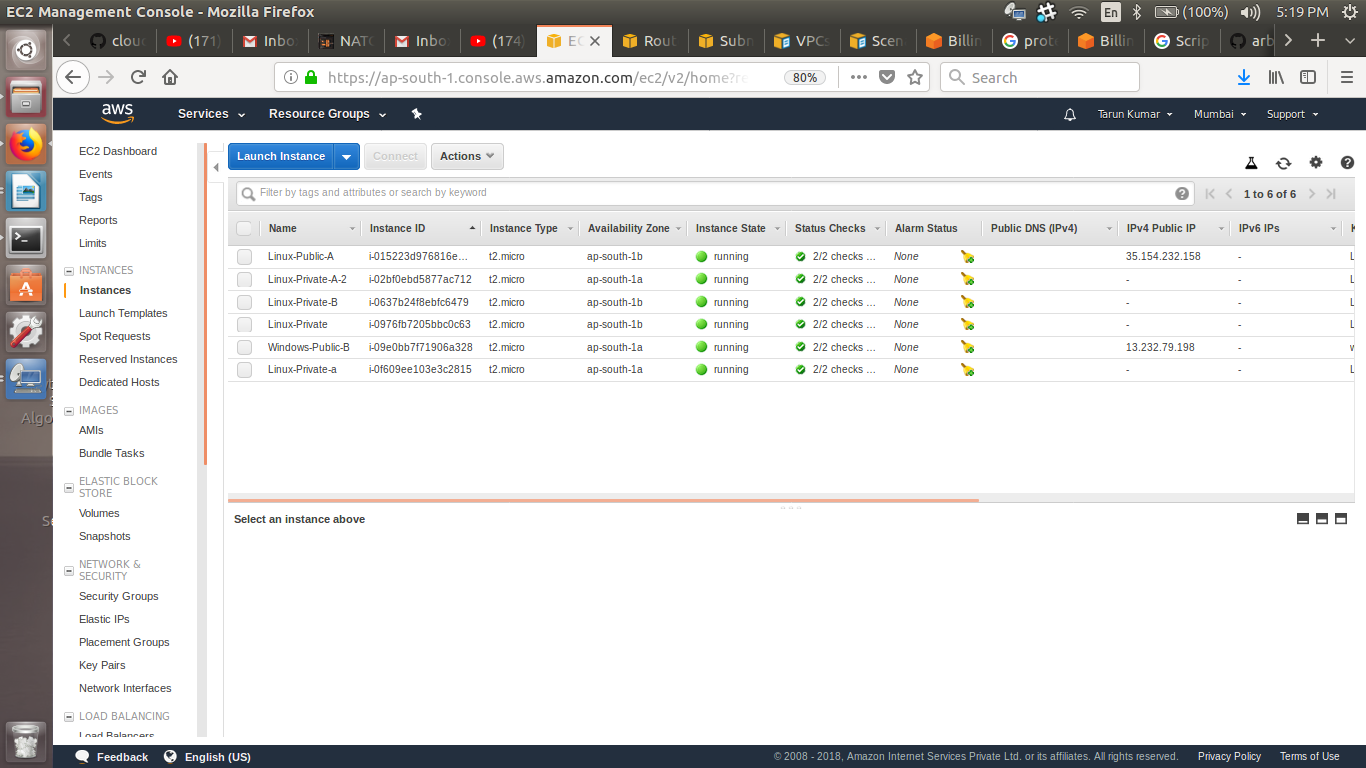 EC2 Management Console - Mozilla Firefox
En (100%) 5:19 PM
clou (171) Inbo NATC Inbo (174) EC Rout Subn VPCs Scen Billin prot Billin Scrip arb
https://ap-south-1.console.aws.amazon.com/ec2/v2/home?re 80% Search
aws Services Resource Groups Tarun Kumar Mumbai Support
EC2 Dashboard
Events
Tags
Reports
Limits
INSTANCES
Instances
Launch Templates
Spot Requests
Reserved Instances
Dedicated Hosts
IMAGES
AMIs
Bundle Tasks
ELASTIC BLOCK
STORE
Volumes
Snapshots
NETWORK &
SECURITY
Security Groups
Elastic IPs
Placement Groups
Key Pairs
Network Interfaces
LOAD BALANCING
Load Balancers
Launch Instance Connect Actions
Filter by tags and attributes or search by keyword 1 to 6 of 6
Name Instance ID Instance Type Availability Zone Instance State Status Checks Alarm Status Public DNS (IPv4) IPv4 Public IP IPv6 IPs K
Linux-Public-A i-015223d976816e... t2.micro ap-south-1b running 2/2 checks ... None 35.154.232.158 - L
Linux-Private-A-2 i-02bf0ebd5877ac712 t2.micro ap-south-1a running 2/2 checks ... None - - L
Linux-Private-B i-0637b24f8ebfc6479 t2.micro ap-south-1b running 2/2 checks ... None - - L
Linux-Private i-0976fb7205bbc0c63 t2.micro ap-south-1b running 2/2 checks ... None - - L
Windows-Public-B i-09e0bb7f71906a328 t2.micro ap-south-1a running 2/2 checks ... None 13.232.79.198 - w
Linux-Private-a i-0f609ee103e3c2815 t2.micro ap-south-1a running 2/2 checks ... None - - L
Select an instance above
Algo
Se
Feedback English (US) © 2008 - 2018, Amazon Internet Services Private Ltd. or its affiliates. All rights reserved. Privacy Policy Terms of Use